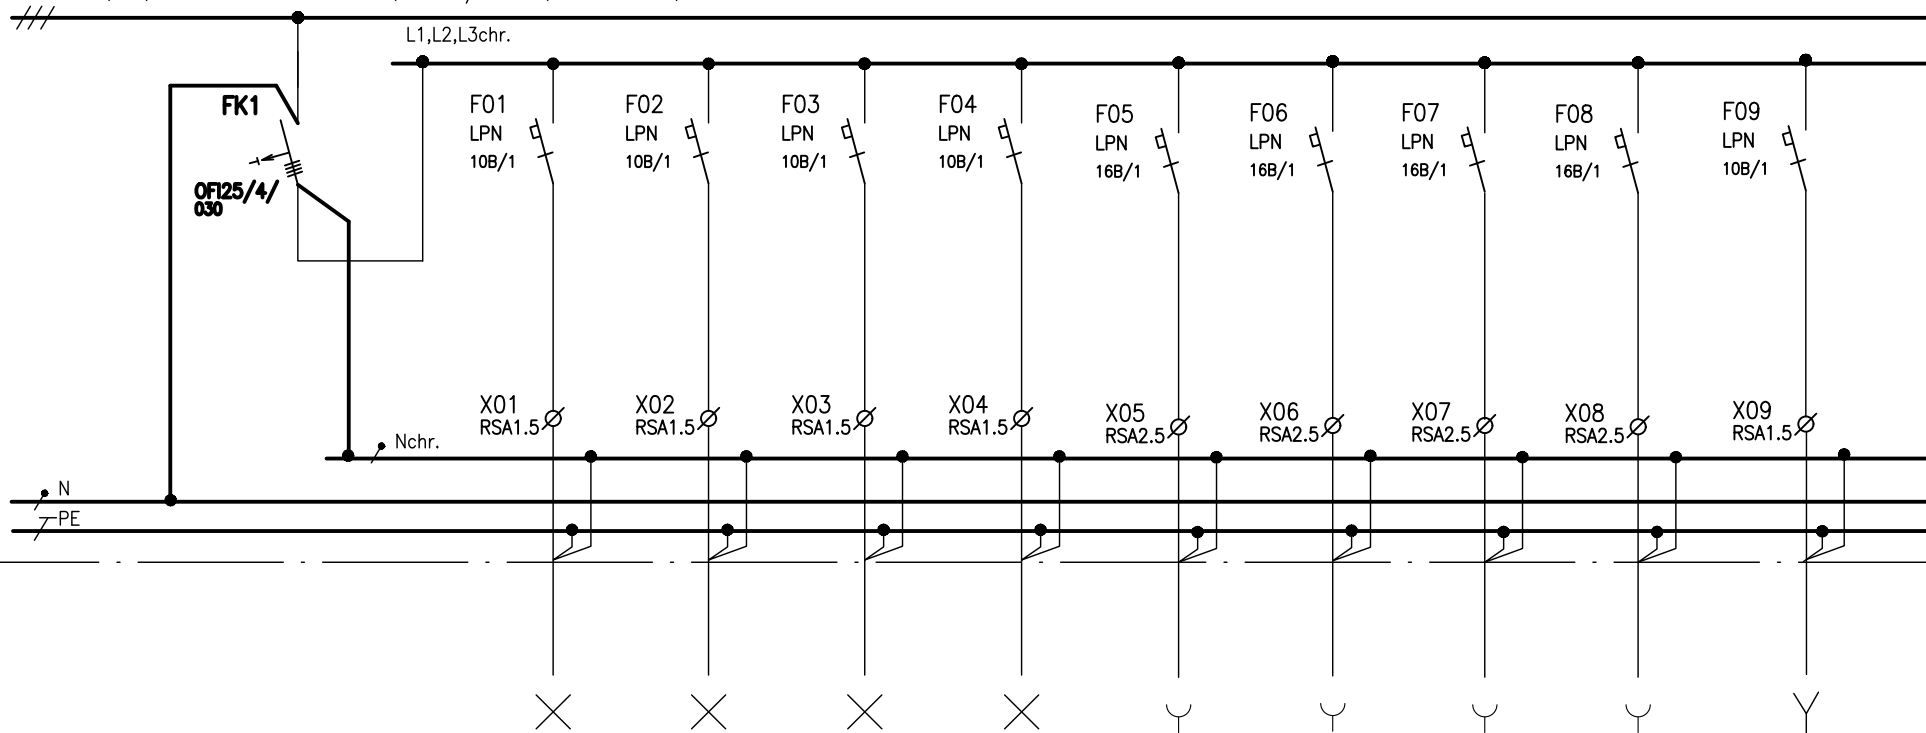 L1,L2,L3chr.
FK1
OFI25/4/
030
F01
LPN
10B/1
F02
LPN
10B/1
F03
LPN
10B/1
F04
LPN
10B/1
F05
LPN
16B/1
F06
LPN
16B/1
F07
LPN
16B/1
F08
LPN
16B/1
F09
LPN
10B/1
X01
RSA1.5
X02
RSA1.5
X03
RSA1.5
X04
RSA1.5
X05
RSA2.5
X06
RSA2.5
X07
RSA2.5
X08
RSA2.5
X09
RSA1.5
Nchr.
N
PE